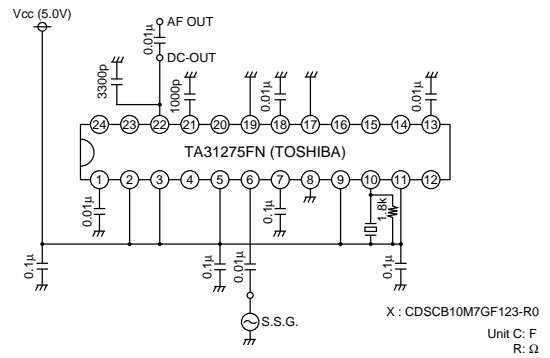 Vcc (5.0V)
AF OUT
0.01μ
DC-OUT
3300p
1000p
0.01μ
0.01μ
24 23 22 21 20 19 18 17 16 15 14 13
TA31275FN (TOSHIBA)
1 2 3 4 5 6 7 8 9 10 11 12
0.01μ
0.1μ
1.8k
0.1μ
0.1μ
0.01μ
0.1μ
S.S.G.
X : CDSCB10M7GF123-R0
Unit C: F
R: Ω